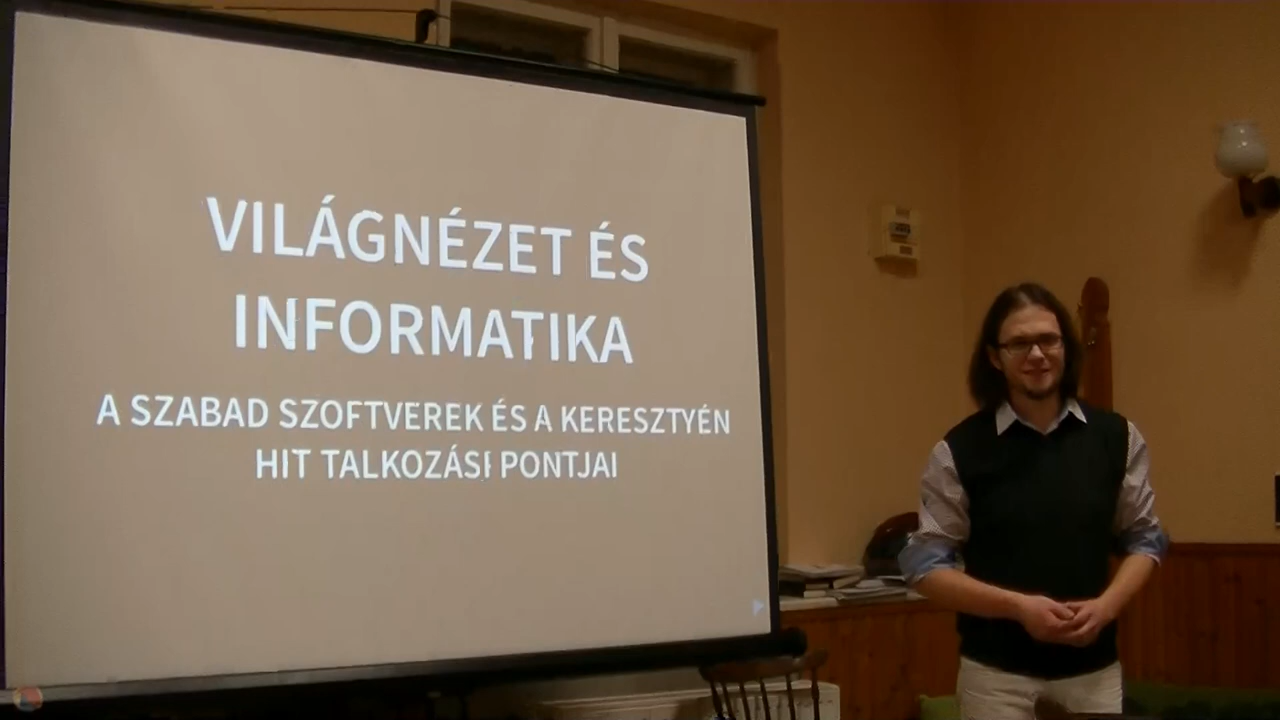 VILÁGNÉZET ÉS
INFORMATIKA
A SZABAD SZOFTVEREK ÉS A KERESZTYÉN
HIT TALKOZÁSI PONTJAI